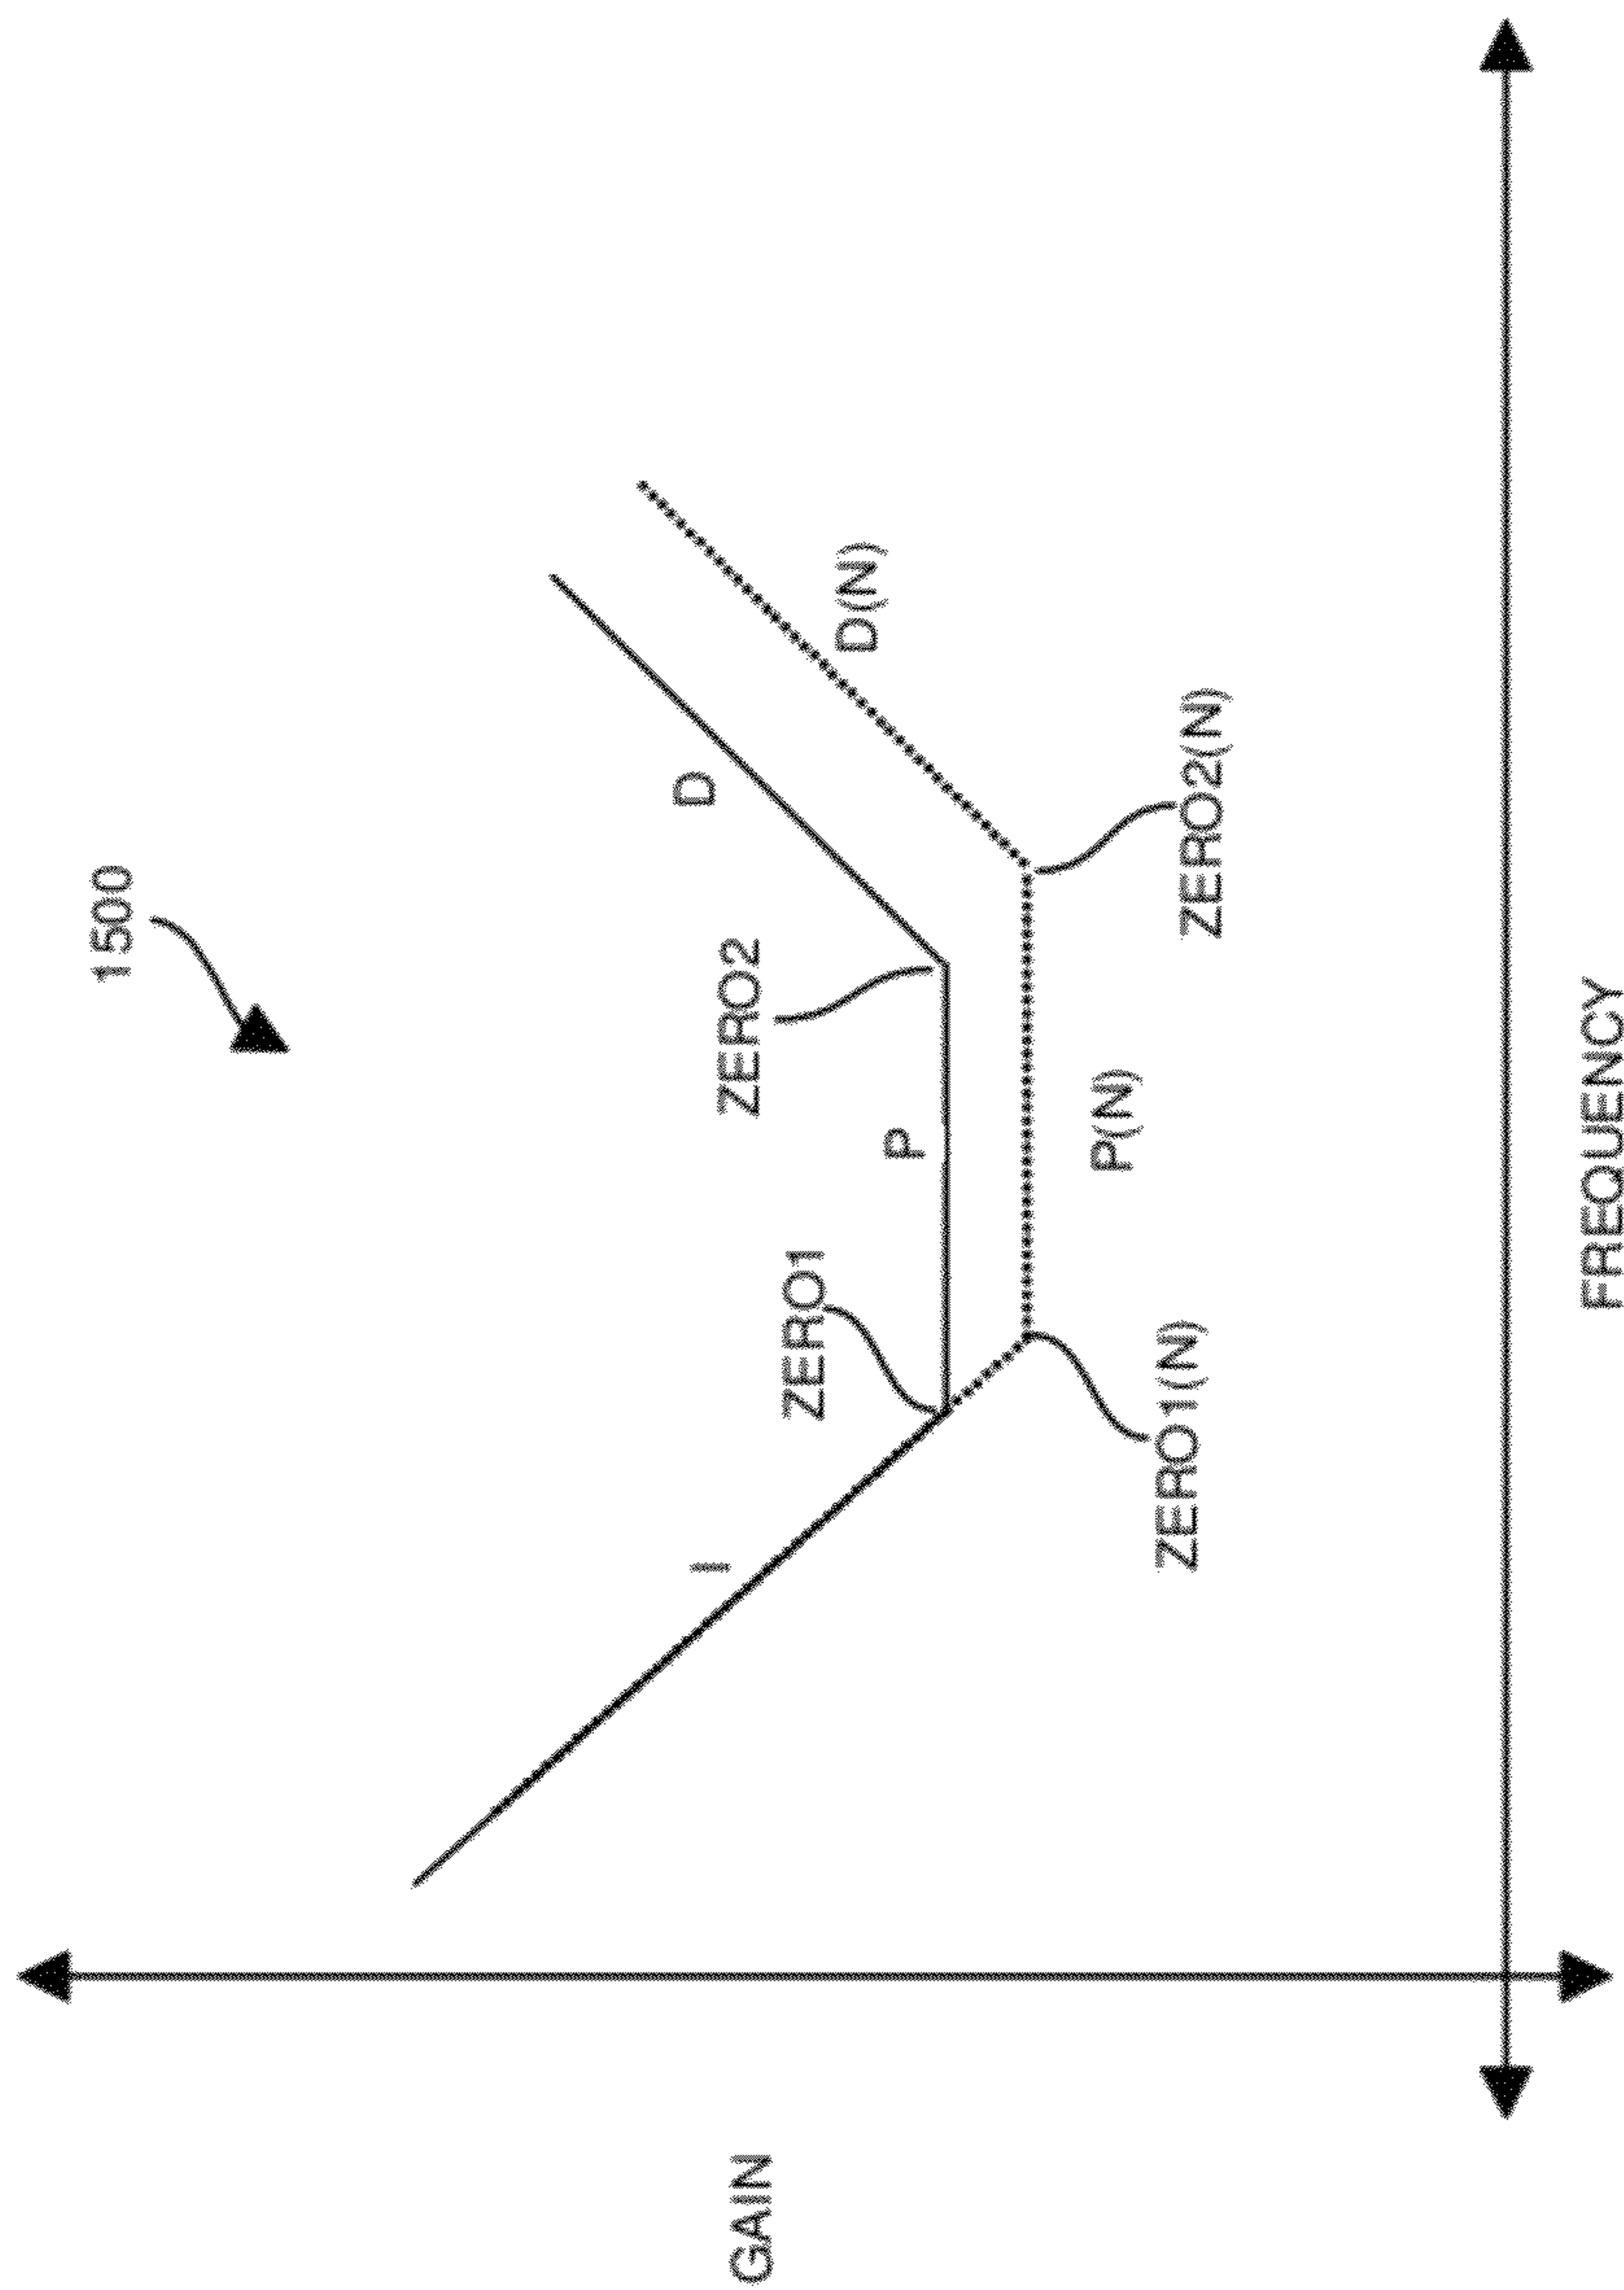 1500
ZERO1
ZERO2
I
P
D
D(N)
P(N)
ZERO1(N)
ZERO2(N)
GAIN
FREQUENCY